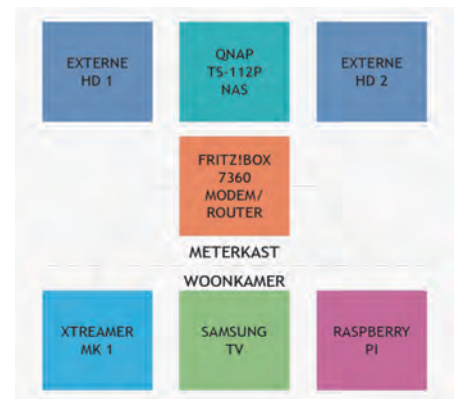 EXTERNE
HD 1
QNAP
TS-112P
NAS
EXTERNE
HD 2
FRITZ!BOX
7360
MODEM/
ROUTER
METERKAST
WOONKAMER
XTREAMER
MK 1
SAMSUNG
TV
RASPBERRY
PI